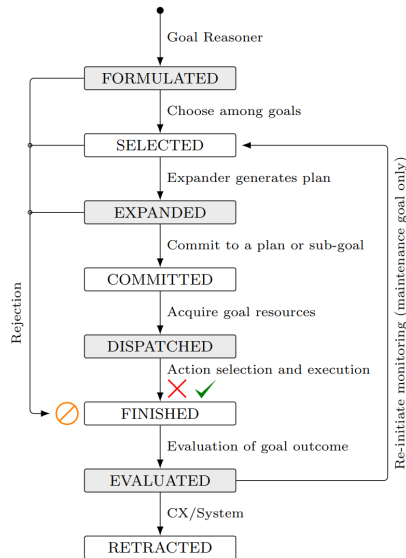 Goal Reasoner
FORMULATED
Choose among goals
SELECTED
Expander generates plan
EXPANDED
Commit to a plan or sub-goal
COMMITTED
Acquire goal resources
DISPATCHED
Action selection and execution
FINISHED
Evaluation of goal outcome
EVALUATED
CX/System
RETRACTED
Rejection
Re-initiate monitoring (maintenance goal only)